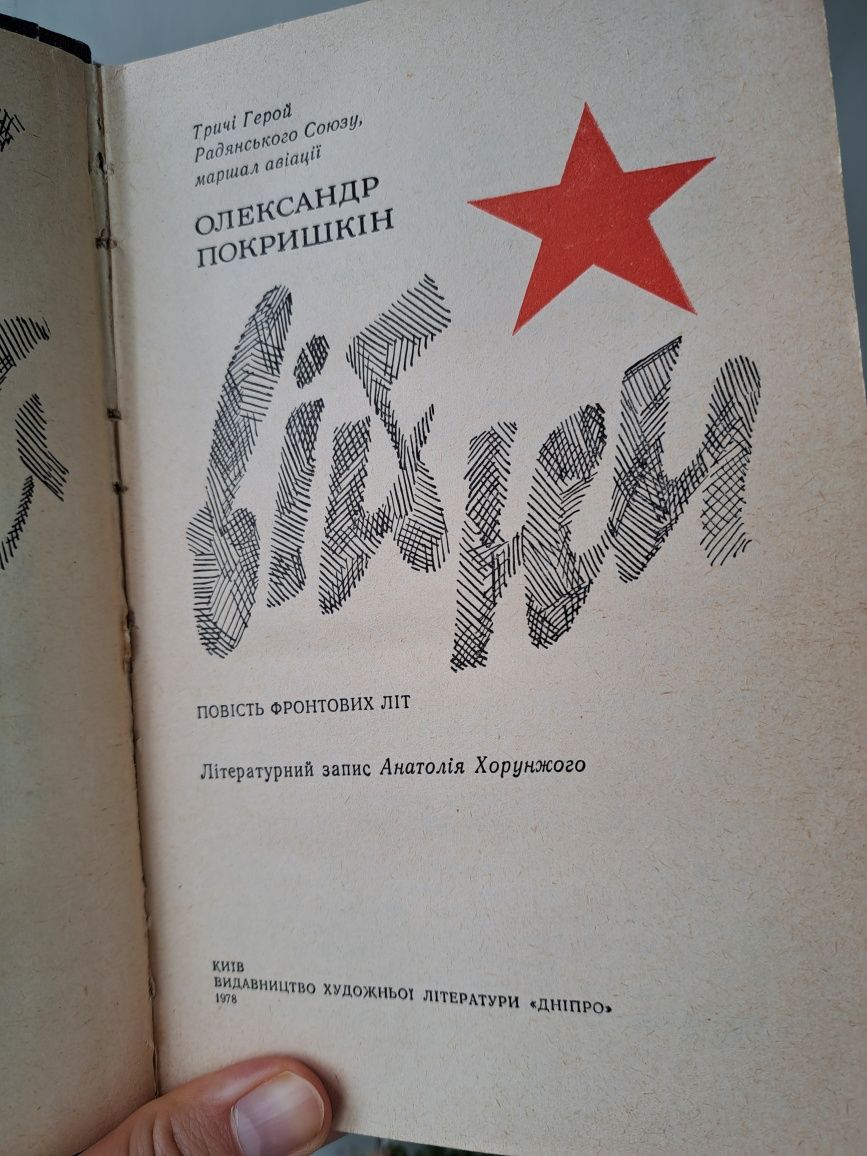 Тричі Герой
Радянського Союзу,
маршал авіації
ОЛЕКСАНДР
ПОКРИШКІН
війни
ПОВІСТЬ ФРОНТОВИХ ЛІТ
Літературний запис Анатолія Хорунжого
КИЇВ
ВИДАВНИЦТВО ХУДОЖНЬОЇ ЛІТЕРАТУРИ «ДНІПРО»
1978